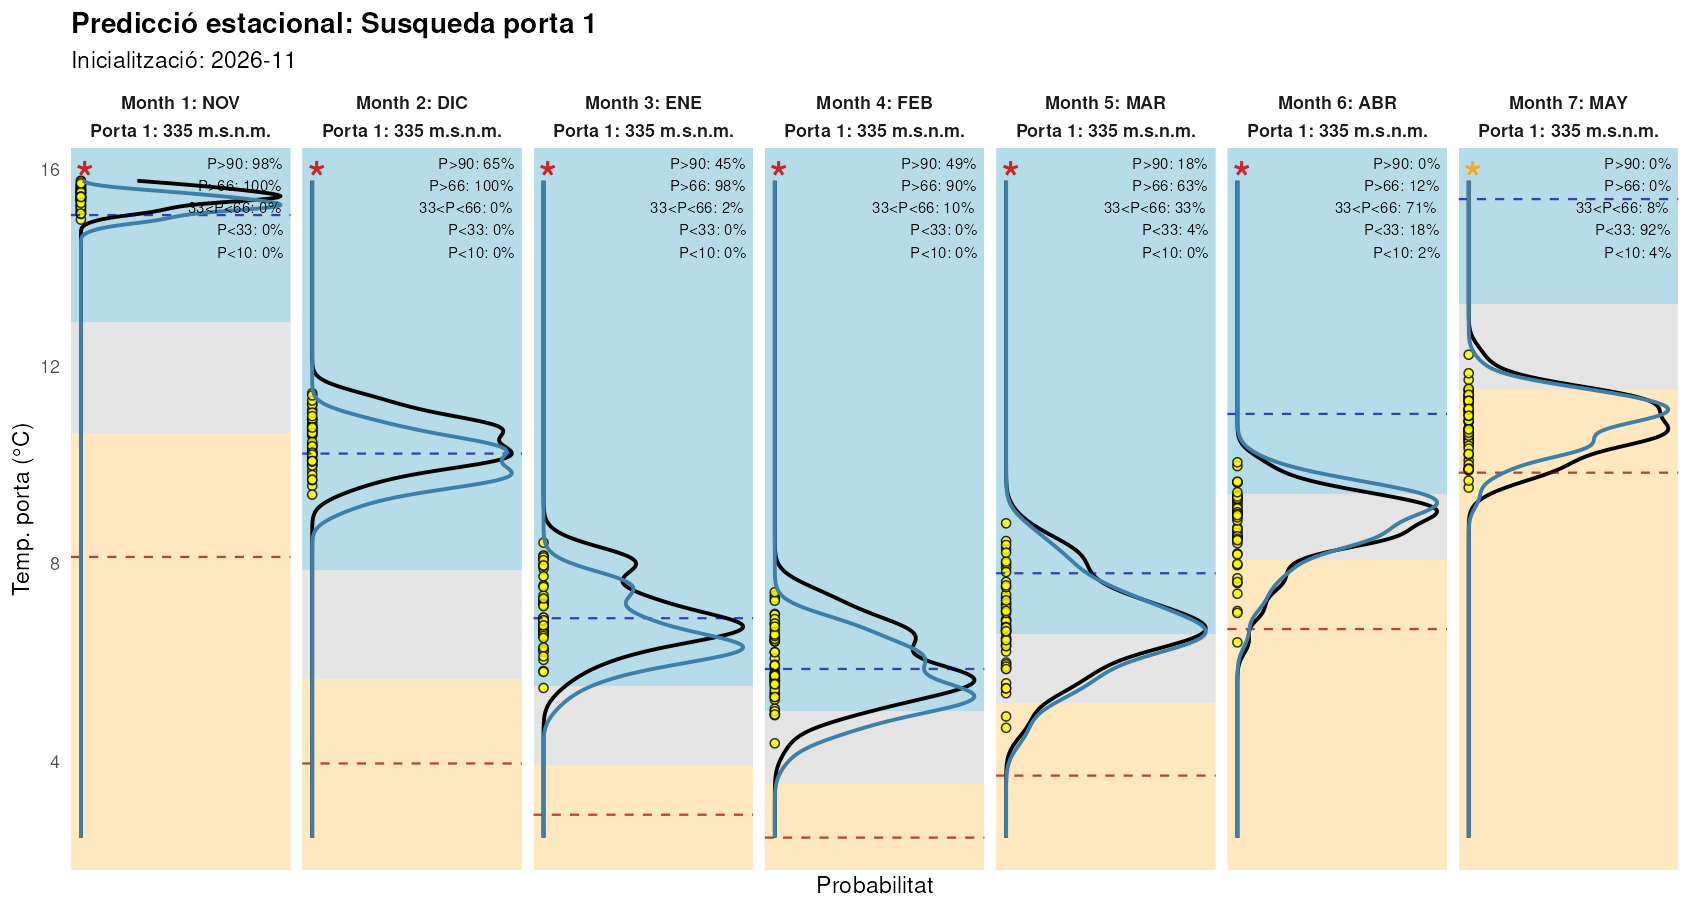 Predicció estacional: Susqueda porta 1
Inicialització: 2026-11
Month 1: NOV
Porta 1: 335 m.s.n.m.
Month 2: DIC
Porta 1: 335 m.s.n.m.
Month 3: ENE
Porta 1: 335 m.s.n.m.
Month 4: FEB
Porta 1: 335 m.s.n.m.
Month 5: MAR
Porta 1: 335 m.s.n.m.
Month 6: ABR
Porta 1: 335 m.s.n.m.
Month 7: MAY
Porta 1: 335 m.s.n.m.
Temp. porta (°C)
16
12
8
4
P>90: 98%
P>66: 100%
33<P<66: 0%
P<33: 0%
P<10: 0%
P>90: 65%
P>66: 100%
33<P<66: 0%
P<33: 0%
P<10: 0%
P>90: 45%
P>66: 98%
33<P<66: 2%
P<33: 0%
P<10: 0%
P>90: 49%
P>66: 90%
33<P<66: 10%
P<33: 0%
P<10: 0%
P>90: 18%
P>66: 63%
33<P<66: 33%
P<33: 4%
P<10: 0%
P>90: 0%
P>66: 12%
33<P<66: 71%
P<33: 18%
P<10: 2%
P>90: 0%
P>66: 0%
33<P<66: 8%
P<33: 92%
P<10: 4%
Probabilitat